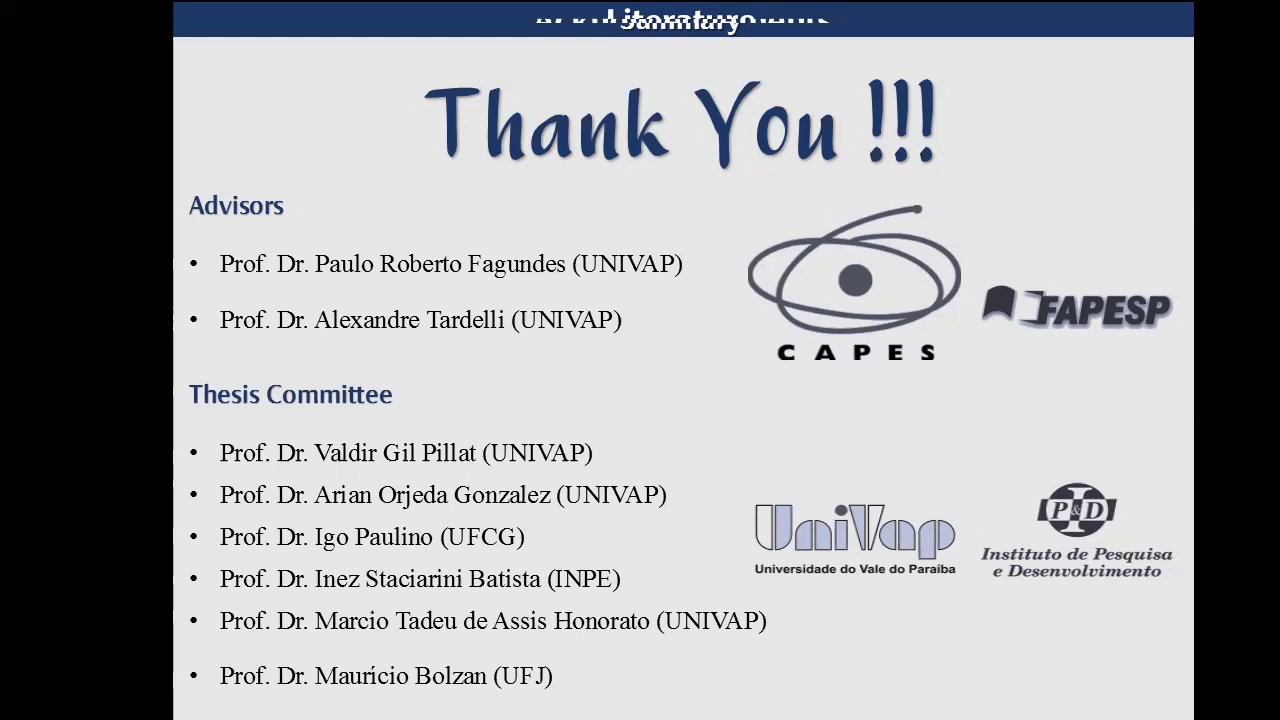 Thank You !!!
Advisors
• Prof. Dr. Paulo Roberto Fagundes (UNIVAP)
• Prof. Dr. Alexandre Tardelli (UNIVAP)
CAPES
FAPESP
Thesis Committee
• Prof. Dr. Valdir Gil Pillat (UNIVAP)
• Prof. Dr. Arian Orjeda Gonzalez (UNIVAP)
• Prof. Dr. Igo Paulino (UFCG)
• Prof. Dr. Inez Staciarini Batista (INPE)
• Prof. Dr. Marcio Tadeu de Assis Honorato (UNIVAP)
• Prof. Dr. Maurício Bolzan (UFJ)
UniVap
Universidade do Vale do Paraíba
IP&D
Instituto de Pesquisa
e Desenvolvimento